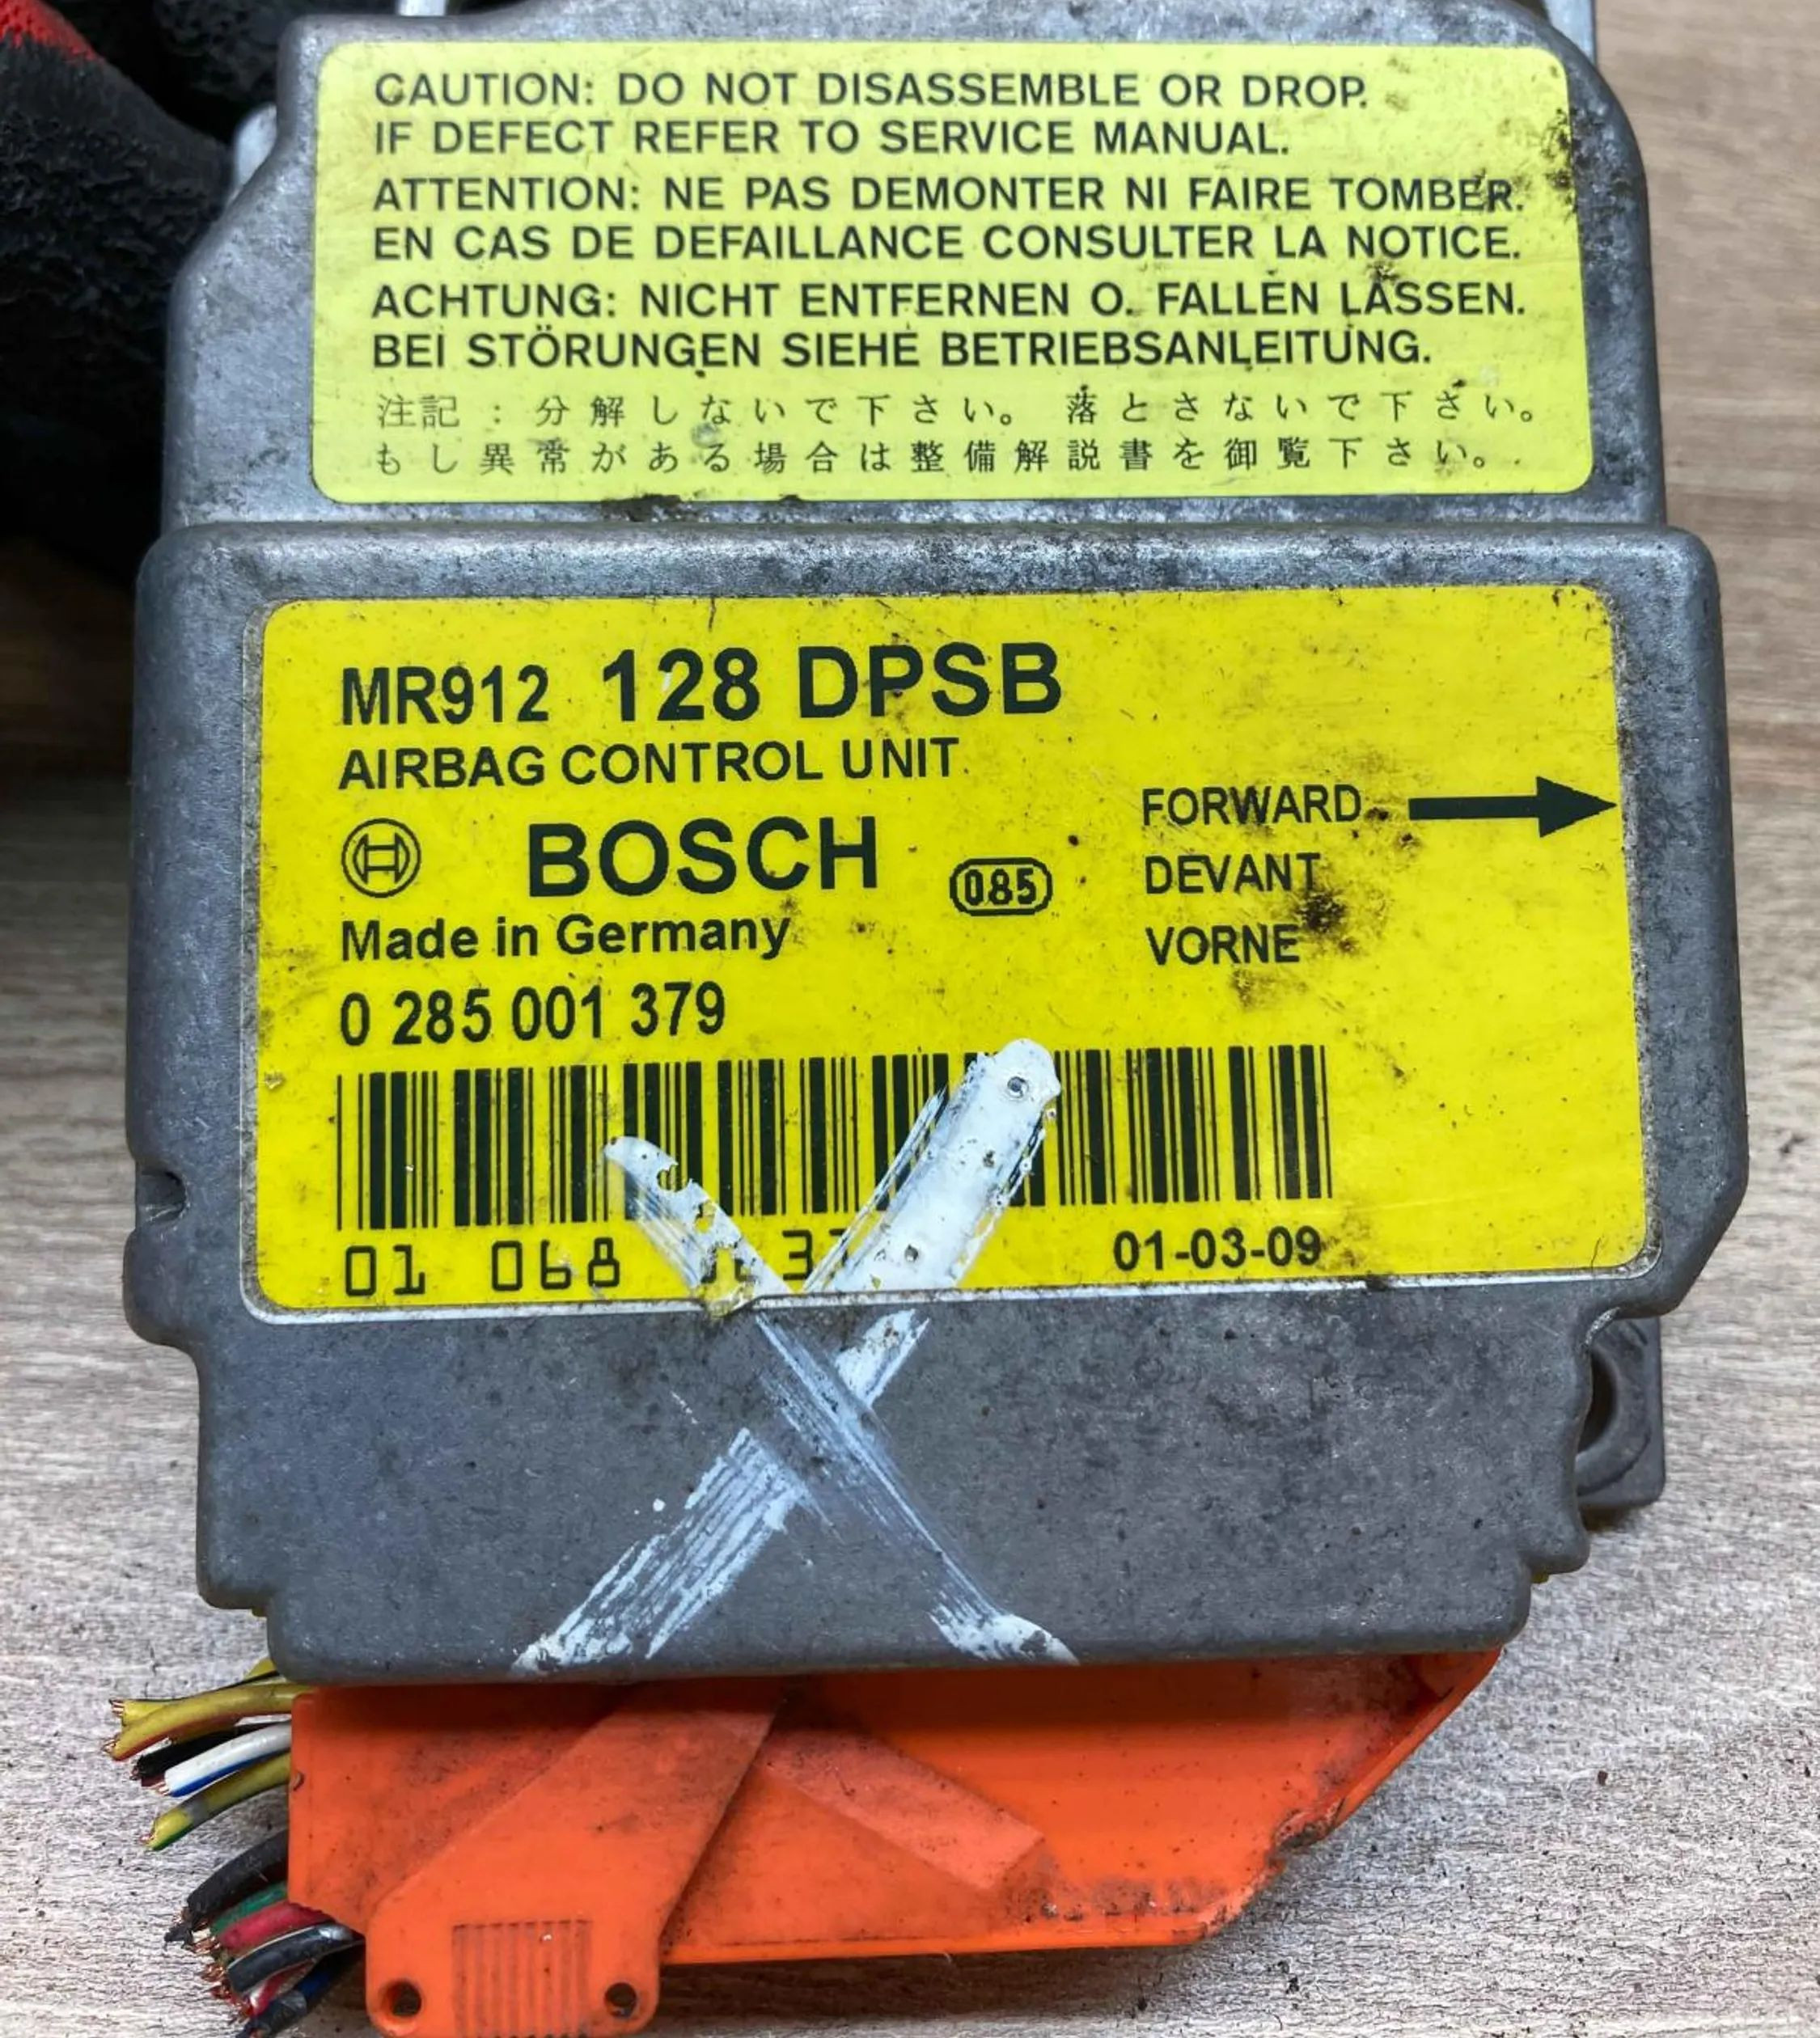 CAUTION: DO NOT DISASSEMBLE OR DROP.
IF DEFECT REFER TO SERVICE MANUAL.
ATTENTION: NE PAS DEMONTER NI FAIRE TOMBER.
EN CAS DE DEFAILLANCE CONSULTER LA NOTICE.
ACHTUNG: NICHT ENTFERNEN O. FALLEN LASSEN.
BEI STÖRUNGEN SIEHE BETRIEBSANLEITUNG.
注記：分解しないで下さい。落とさないで下さい。
もし異常がある場合は整備解説書を御覧下さい。
MR912 128 DPSB
AIRBAG CONTROL UNIT
FORWARD
BOSCH 085
DEVANT
Made in Germany
VORNE
0 285 001 379
01 068 01-03-09